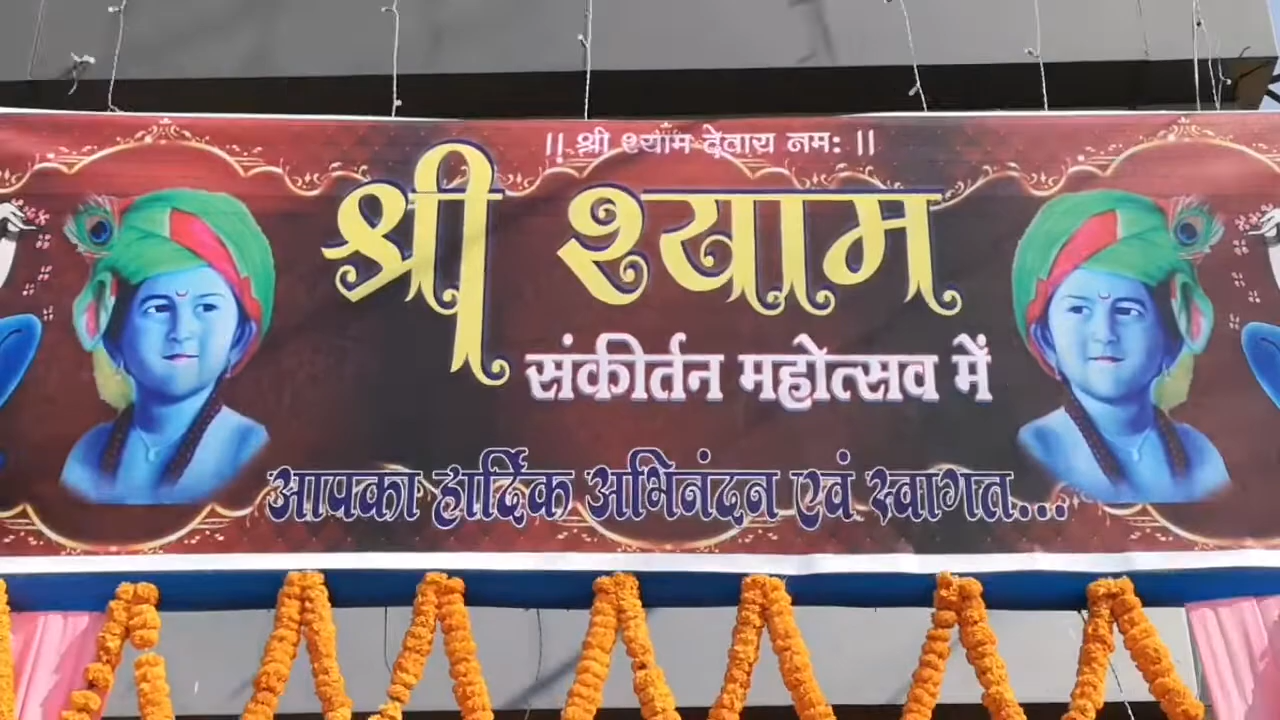 || श्री श्याम देवाय नम: ||
श्री श्याम
संकीर्तन महोत्सव में
आपका हार्दिक अभिनंदन एवं स्वागत...